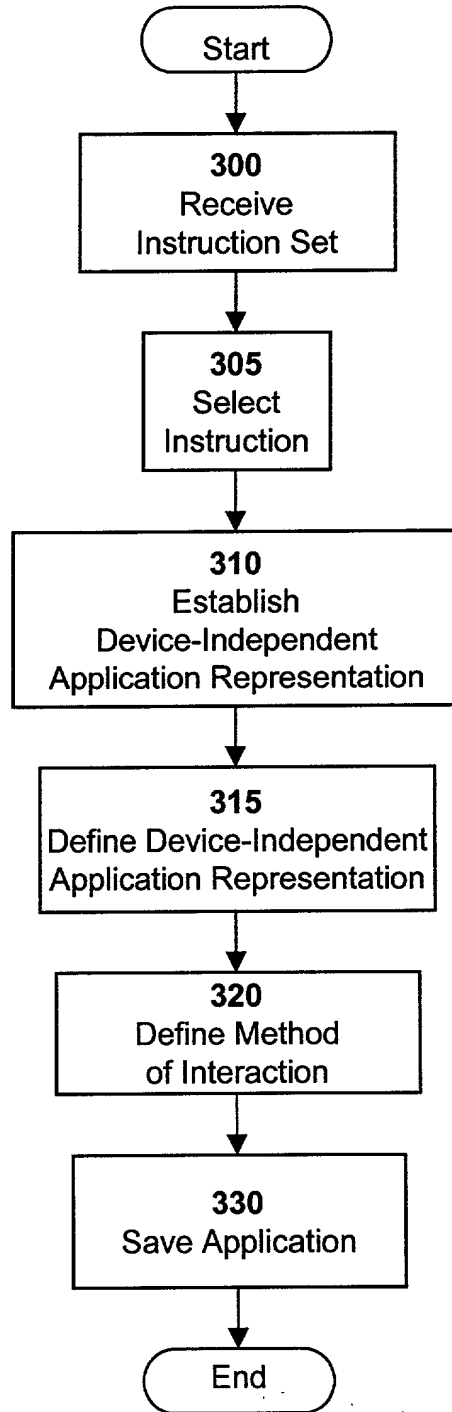 Start
300
Receive
Instruction Set
305
Select
Instruction
310
Establish
Device-Independent
Application Representation
315
Define Device-Independent
Application Representation
320
Define Method
of Interaction
330
Save Application
End